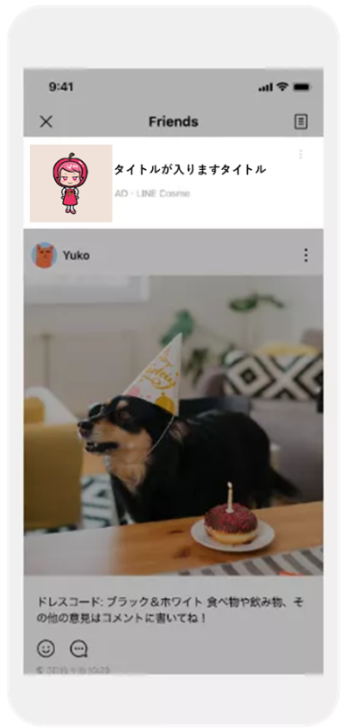 9:41
Friends
タイトルが入りますタイトル
AD・LINE Cosmie
Yuko
ドレスコード: ブラック＆ホワイト 食べ物や飲み物、そ
の他の意見はコメントに書いてね！